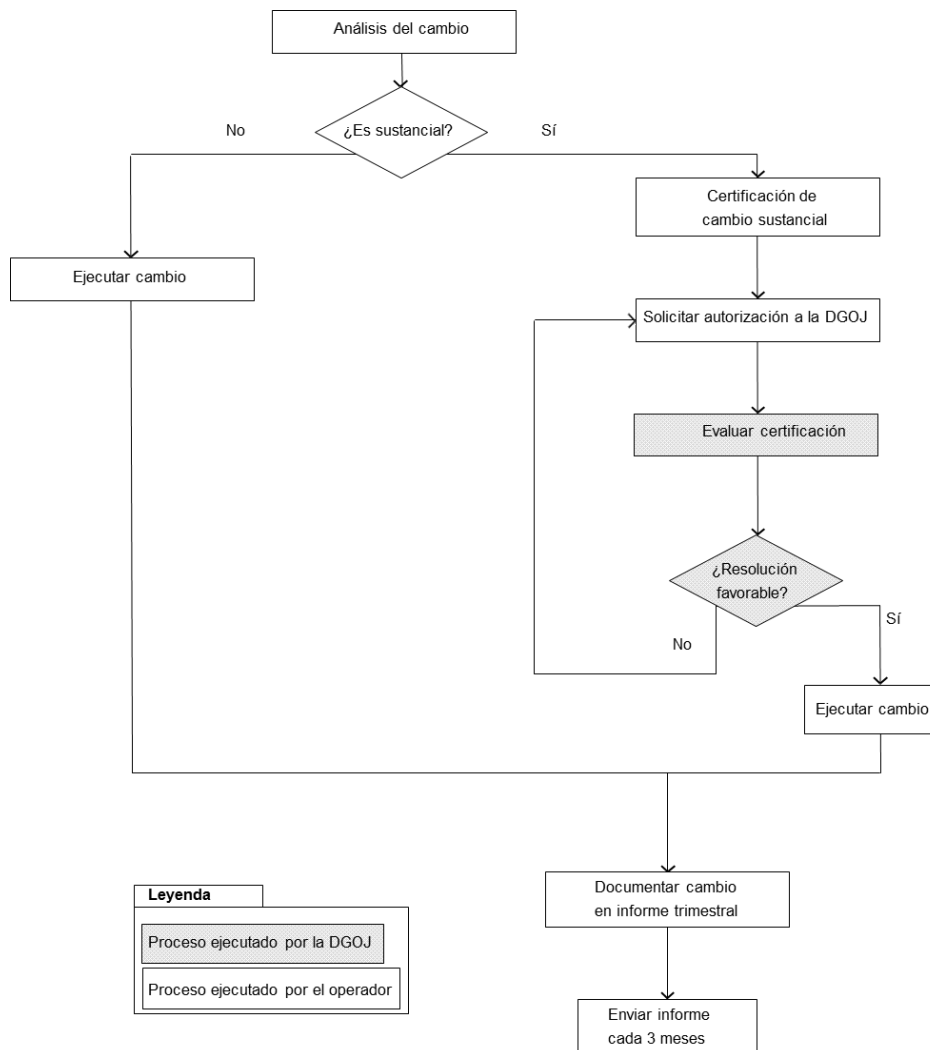 Análisis del cambio
¿Es sustancial?
No
Sí
Certificación de
cambio sustancial
Ejecutar cambio
Solicitar autorización a la DGOJ
Evaluar certificación
¿Resolución
favorable?
Sí
No
Ejecutar cambio
Documentar cambio
en informe trimestral
Leyenda
Proceso ejecutado por la DGOJ
Proceso ejecutado por el operador
Enviar informe
cada 3 meses